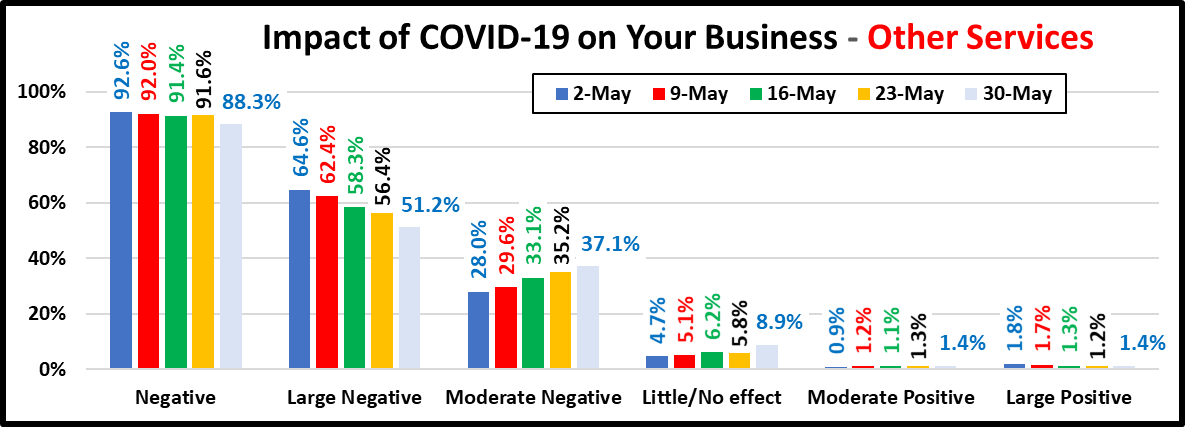 Impact of COVID-19 on Your Business - Other Services
2-May 9-May 16-May 23-May 30-May
100%
80%
60%
40%
20%
0%
92.6% 92.0% 91.4% 91.6% 88.3%
64.6% 62.4% 58.3% 56.4% 51.2%
28.0% 29.6% 33.1% 35.2% 37.1%
4.7% 5.1% 6.2% 5.8% 8.9%
0.9% 1.2% 1.1% 1.3% 1.4%
1.8% 1.7% 1.3% 1.2% 1.4%
Negative Large Negative Moderate Negative Little/No effect Moderate Positive Large Positive